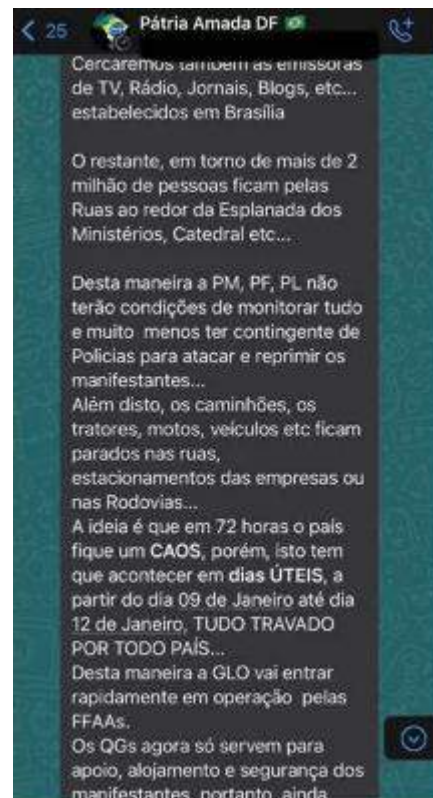 25
Pátria Amada DF
Cercaremos também as emissoras
de TV, Rádio, Jornais, Blogs, etc...
estabelecidos em Brasília
O restante, em torno de mais de 2
milhão de pessoas ficam pelas
Ruas ao redor da Esplanada dos
Ministérios, Catedral etc...
Desta maneira a PM, PF, PL não
terão condições de monitorar tudo
e muito menos ter contingente de
Policias para atacar e reprimir os
manifestantes...
Além disto, os caminhões, os
tratores, motos, veículos etc ficam
parados nas ruas,
estacionamentos das empresas ou
nas Rodovias...
A ideia é que em 72 horas o país
fique um CAOS, porém, isto tem
que acontecer em dias ÚTEIS, a
partir do dia 09 de Janeiro até dia
12 de Janeiro, TUDO TRAVADO
POR TODO PAÍS...
Desta maneira a GLO vai entrar
rapidamente em operação pelas
FFAAs.
Os QGs agora só servem para
apoio, alojamento e segurança dos
manifestantes, portanto, ainda